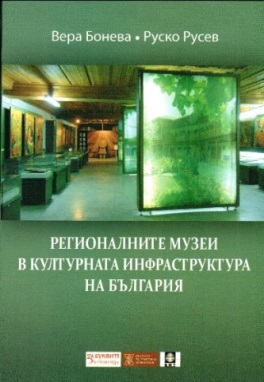 Вера Бонева • Руско Русев
РЕГИОНАЛНИТЕ МУЗЕИ
В КУЛТУРНАТА ИНФРАСТРУКТУРА
НА БЪЛГАРИЯ